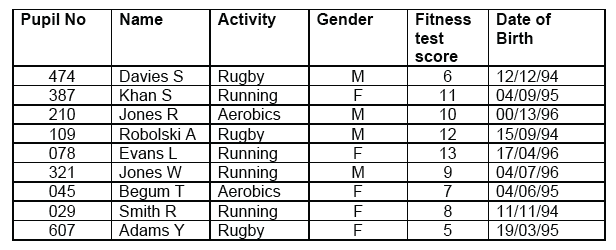 Pupil No Name Activity Gender Fitness test score Date of Birth
474 Davies S Rugby M 6 12/12/94
387 Khan S Running F 11 04/09/95
210 Jones R Aerobics M 10 00/13/96
109 Robolski A Rugby M 12 15/09/94
078 Evans L Running F 13 17/04/96
321 Jones W Running M 9 04/07/96
045 Begum T Aerobics F 7 04/06/95
029 Smith R Running F 8 11/11/94
607 Adams Y Rugby F 5 19/03/95